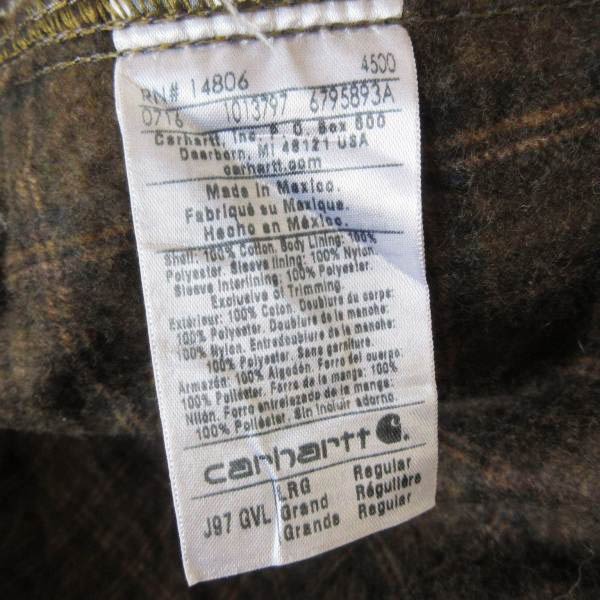 RN# 14806 4500
0716 1013797 6795893A
Carhartt, Inc. P. O. Box 600
Dearborn, MI 48121 USA
carhartt.com
Made in Mexico.
Fabriqué su Mexique.
Hecho en México.
Shell: 100% Cotton. Body Lining: 100%
Polyester. Sleeve lining: 100% Nylon.
Sleeve Interlining: 100% Polyester.
Exclusive of Trimming.
Extérieur: 100% Coton. Doublure du corps:
100% Polyester. Doublure de la manche:
100% Nylon. Entredoublure de la manche:
100% Polyester. Sans garniture.
Armazón: 100% Algodón. Forro del cuerpo:
100% Poliester. Forro de la manga: 100%
Nilón. Forro entrelazado de la manga:
100% Poliester. Sin incluir adorno.
carhartt
LRG Regular
J97 GVL Grand Régulière
Grande Regular